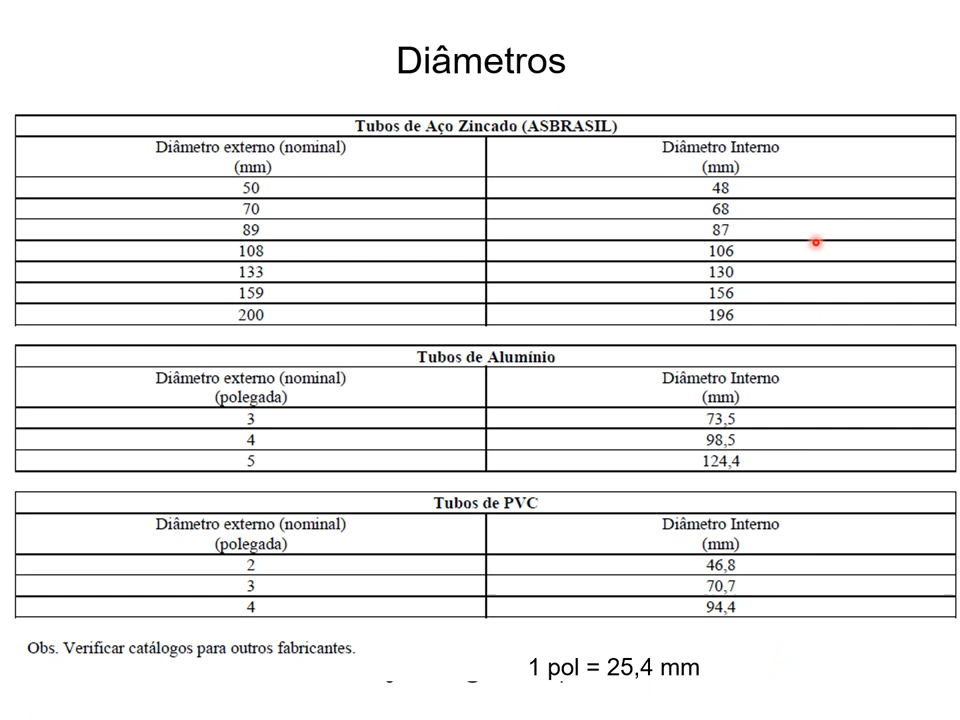 Diâmetros
Tubos de Aço Zincado (ASBRASIL)
Diâmetro externo (nominal) Diâmetro Interno
(mm) (mm)
50 48
70 68
89 87
108 106
133 130
159 156
200 196
Tubos de Alumínio
Diâmetro externo (nominal) Diâmetro Interno
(polegada) (mm)
3 73,5
4 98,5
5 124,4
Tubos de PVC
Diâmetro externo (nominal) Diâmetro Interno
(polegada) (mm)
2 46,8
3 70,7
4 94,4
Obs. Verificar catálogos para outros fabricantes.
1 pol = 25,4 mm